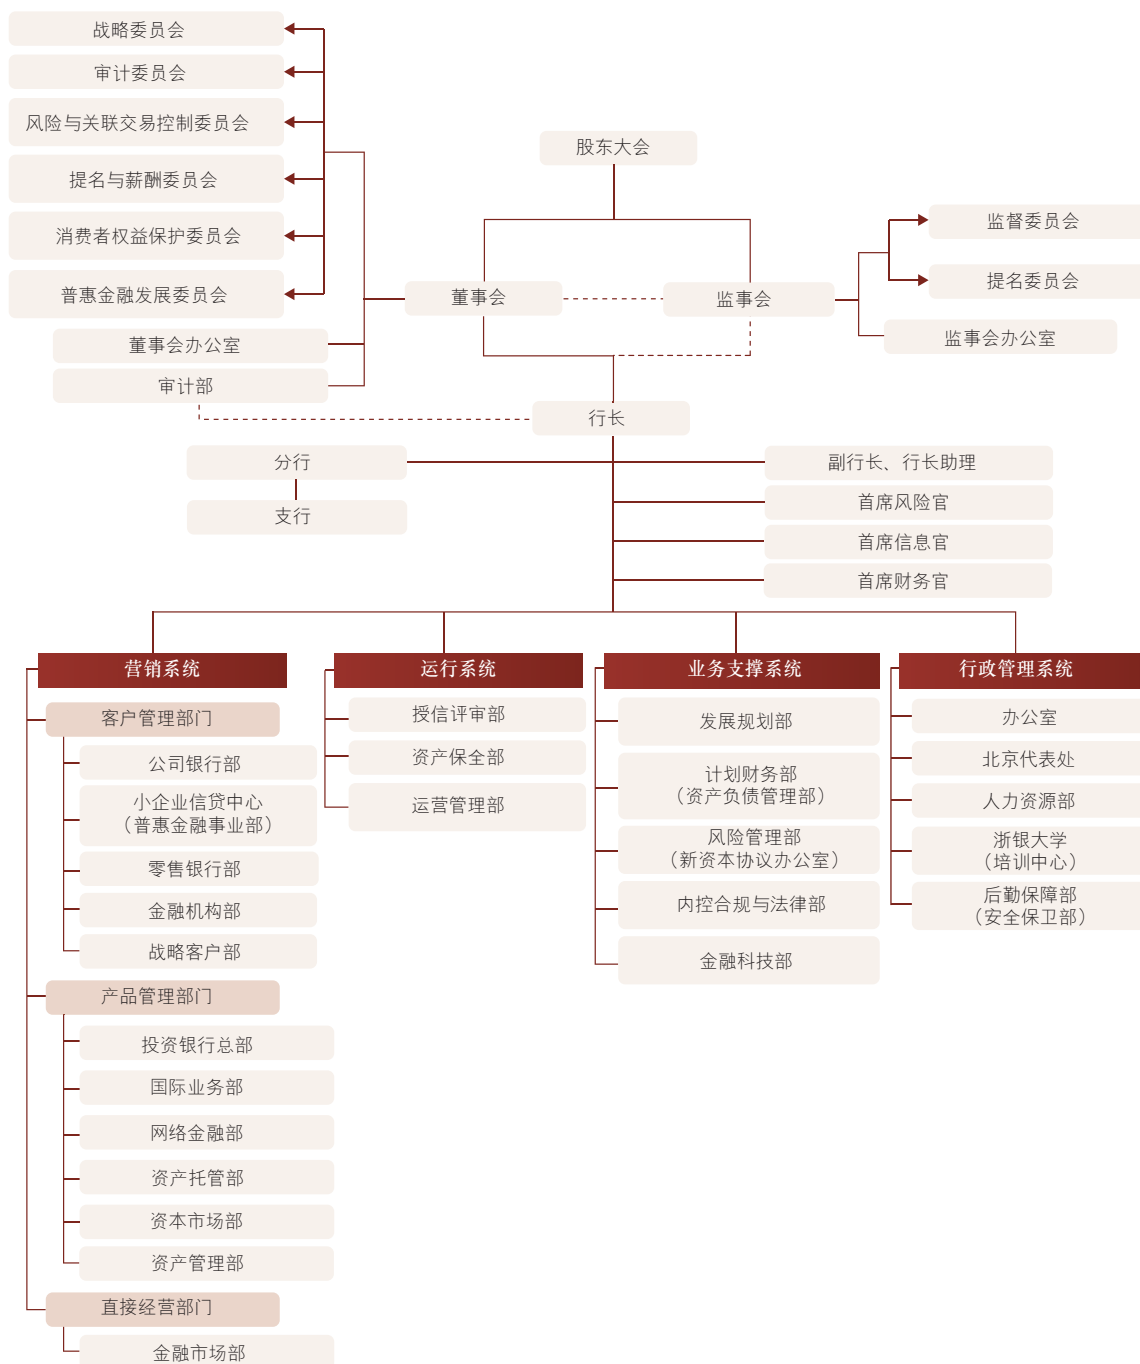 战略委员会
审计委员会
风险与关联交易控制委员会
提名与薪酬委员会
消费者权益保护委员会
普惠金融发展委员会
董事会办公室
审计部
股东大会
董事会
监事会
监督委员会
提名委员会
监事会办公室
行长
分行
支行
副行长、行长助理
首席风险官
首席信息官
首席财务官
营销系统
客户管理部门
公司银行部
小企业信贷中心
（普惠金融事业部）
零售银行部
金融机构部
战略客户部
产品管理部门
投资银行总部
国际业务部
网络金融部
资产托管部
资本市场部
资产管理部
直接经营部门
金融市场部
运行系统
授信评审部
资产保全部
运营管理部
业务支撑系统
发展规划部
计划财务部
（资产负债管理部）
风险管理部
（新资本协议办公室）
内控合规与法律部
金融科技部
行政管理系统
办公室
北京代表处
人力资源部
浙银大学
（培训中心）
后勤保障部
（安全保卫部）